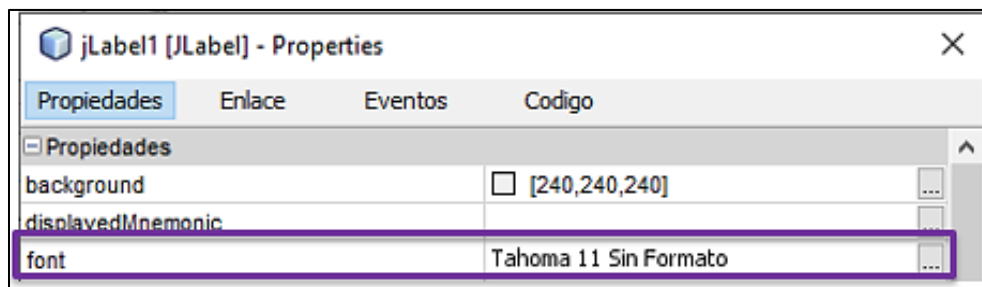 jLabel1 [JLabel] - Properties
Propiedades Enlace Eventos Codigo
Propiedades
background [240,240,240] ...
displayedMnemonic ...
font Tahoma 11 Sin Formato ...